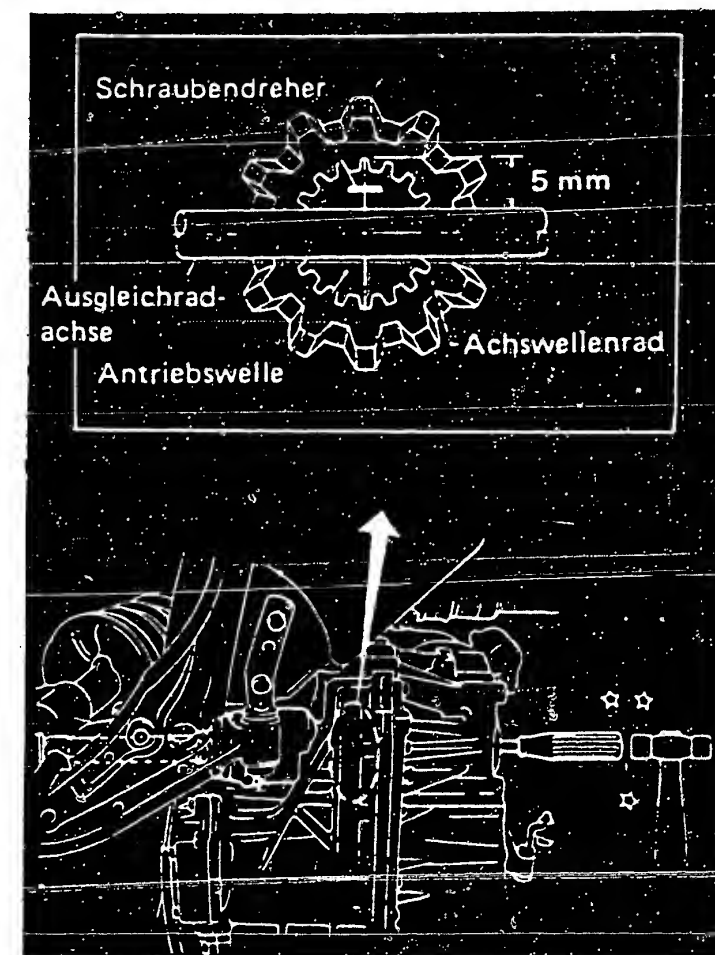 Schraubendreher
5 mm
Ausgleichrad-
achse
Achswellenrad
Antriebswelle